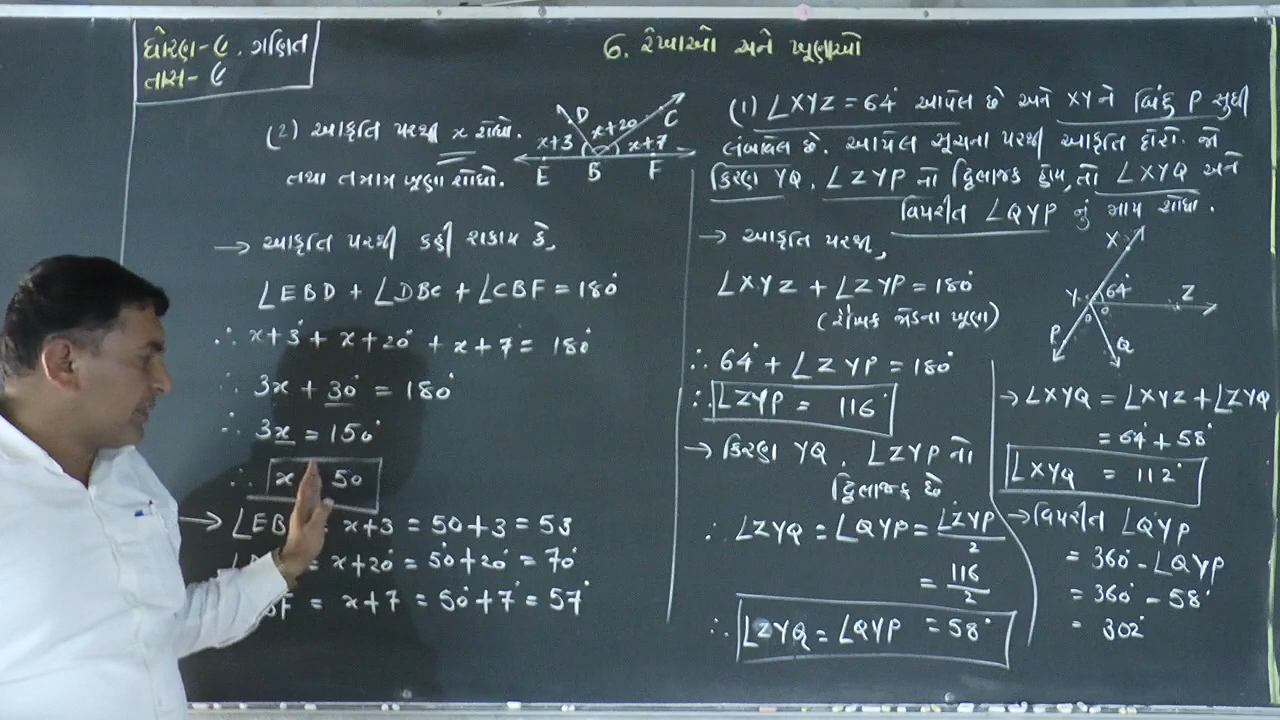 ધોરણ - ૯. ગણિત
તાસ - ૯
6. રેખાઓ અને ખૂણાઓ
(2) આકૃતિ પરથી x શોધો.
તથા તમામ ખૂણા શોધો.
D
C
x+3 x+20 x+7
E B F
→ આકૃતિ પરથી કહી શકાય કે,
∠EBD + ∠DBC + ∠CBF = 180°
∴ x+3° + x+20° + x+7° = 180°
∴ 3x + 30° = 180°
∴ 3x = 150°
∴ x 50
→ ∠EB = x+3 = 50+3 = 53
= x+20° = 50°+20° = 70°
BF = x+7 = 50°+7° = 57°
(1) ∠XYZ = 64° આપેલ છે અને XY ને બિંદુ P સુધી
લંબાવેલ છે. આપેલ સૂચના પરથી આકૃતિ દોરો. જો
કિરણ YQ, ∠ZYP નો દ્વિભાજક હોય, તો ∠XYQ અને
વિપરીત ∠QYP નું માપ શોધો.
→ આકૃતિ પરથી,
∠XYZ + ∠ZYP = 180°
(રૈખિક જોડના ખૂણા)
∴ 64° + ∠ZYP = 180°
∴ ∠ZYP = 116°
→ કિરણ YQ, ∠ZYP નો
દ્વિભાજક છે.
∴ ∠ZYQ = ∠QYP = ∠ZYP/2
= 116/2
∴ ∠ZYQ = ∠QYP = 58°
X
Y 64° Z
P Q
→ ∠XYQ = ∠XYZ + ∠ZYQ
= 64° + 58°
∠XYQ = 112°
→ વિપરીત ∠QYP
= 360° - ∠QYP
= 360° - 58°
= 302°